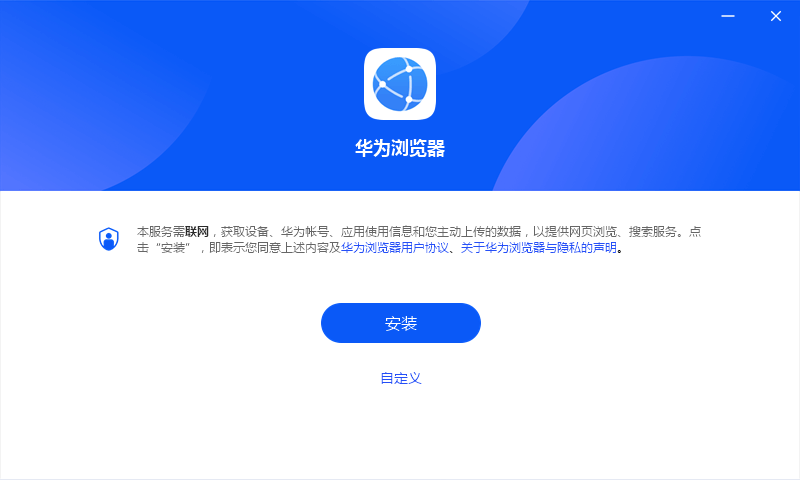 华为浏览器
本服务需联网，获取设备、华为帐号、应用使用信息和您主动上传的数据，以提供网页浏览、搜索服务。点
击“安装”，即表示您同意上述内容及华为浏览器用户协议、关于华为浏览器与隐私的声明。
安装
自定义